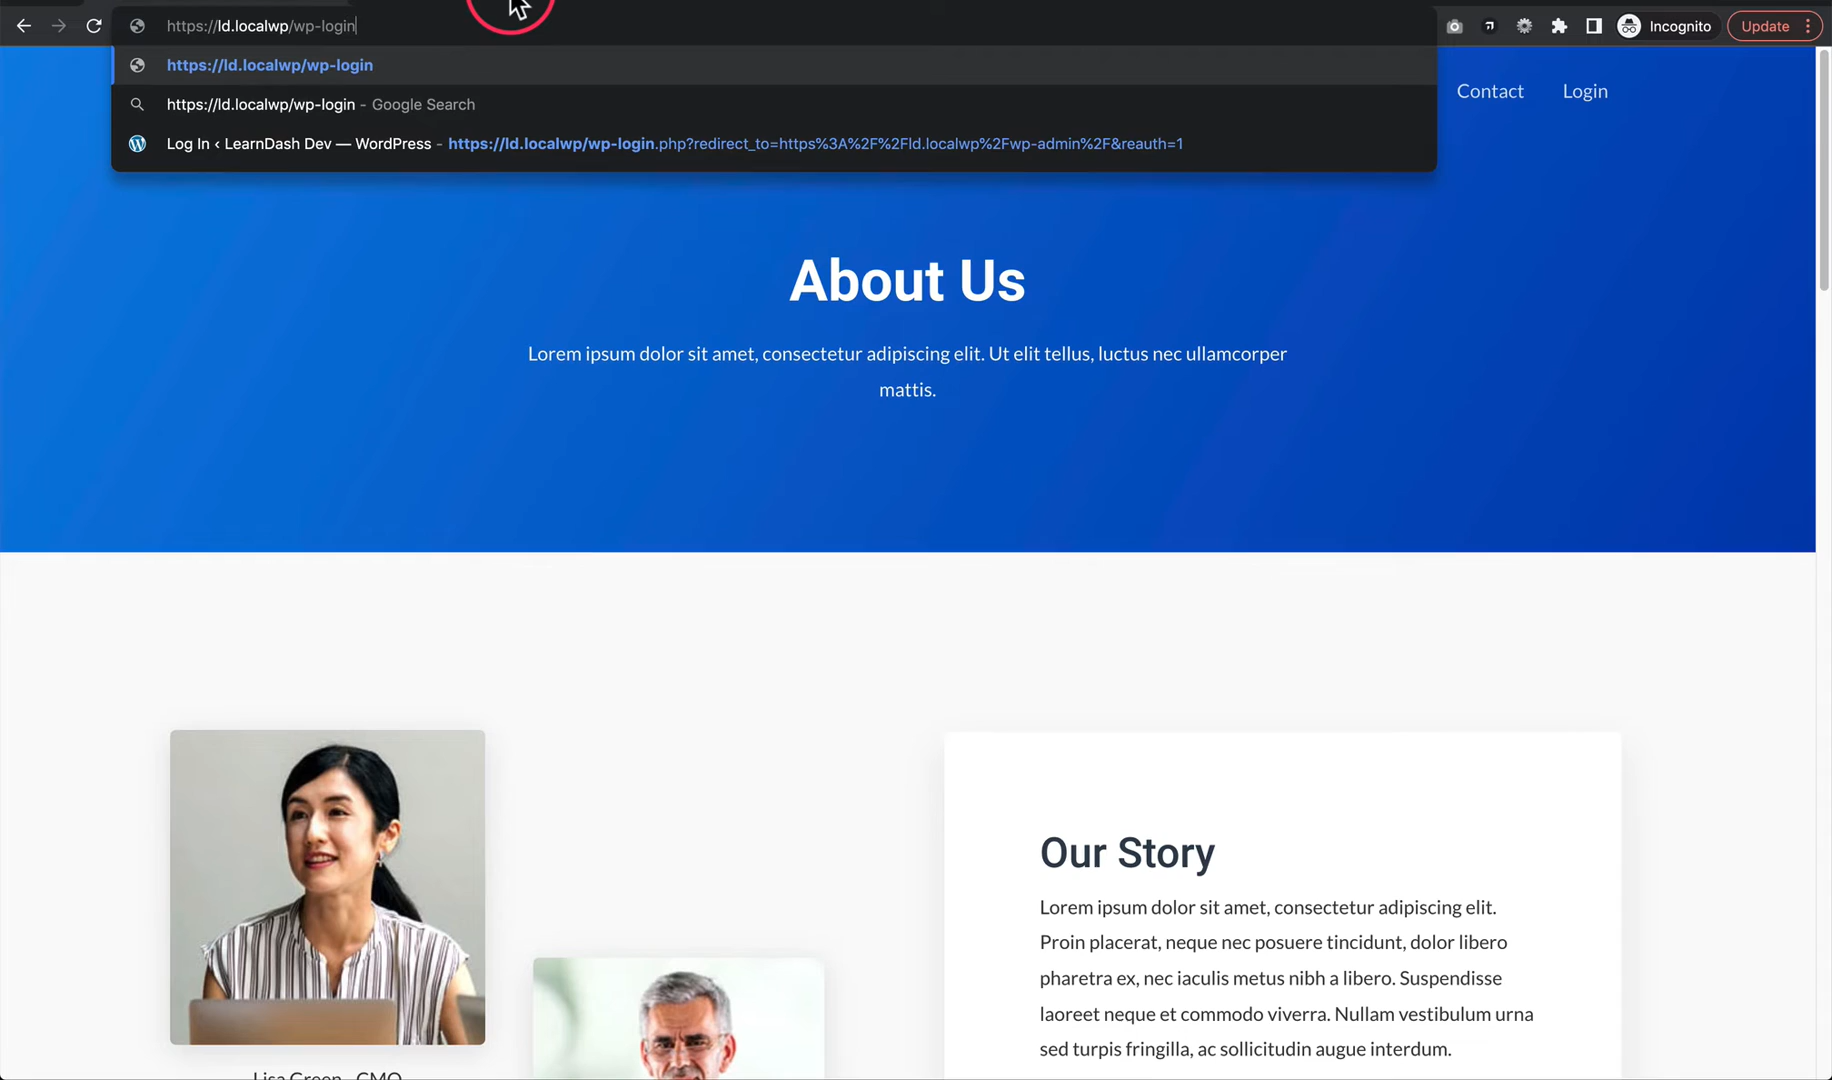 https://ld.localwp/wp-login
Incognito
Update
https://ld.localwp/wp-login
https://ld.localwp/wp-login - Google Search
Log In ‹ LearnDash Dev — WordPress - https://ld.localwp/wp-login.php?redirect_to=https%3A%2F%2Fld.localwp%2Fwp-admin%2F&reauth=1
Contact
Login
About Us
Lorem ipsum dolor sit amet, consectetur adipiscing elit. Ut elit tellus, luctus nec ullamcorper
mattis.
Our Story
Lorem ipsum dolor sit amet, consectetur adipiscing elit.
Proin placerat, neque nec posuere tincidunt, dolor libero
pharetra ex, nec iaculis metus nibh a libero. Suspendisse
laoreet neque et commodo viverra. Nullam vestibulum urna
sed turpis fringilla, ac sollicitudin augue interdum.
Lisa Green - CMO